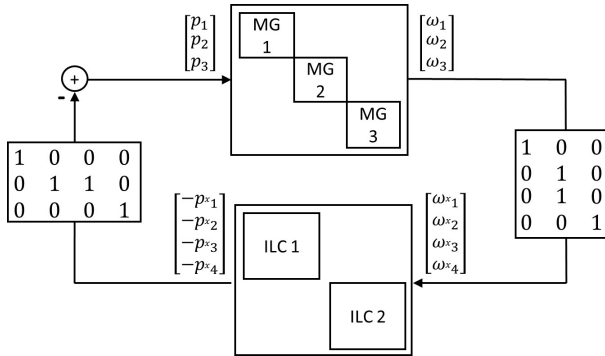 [p₁ p₂ p₃]
MG 1
MG 2
MG 3
[ω₁ ω₂ ω₃]
+
-
1 0 0 0
0 1 1 0
0 0 0 1
1 0 0
0 1 0
0 1 0
0 0 1
[−pˣ₁ −pˣ₂ −pˣ₃ −pˣ₄]
ILC 1
ILC 2
[ωˣ₁ ωˣ₂ ωˣ₃ ωˣ₄]